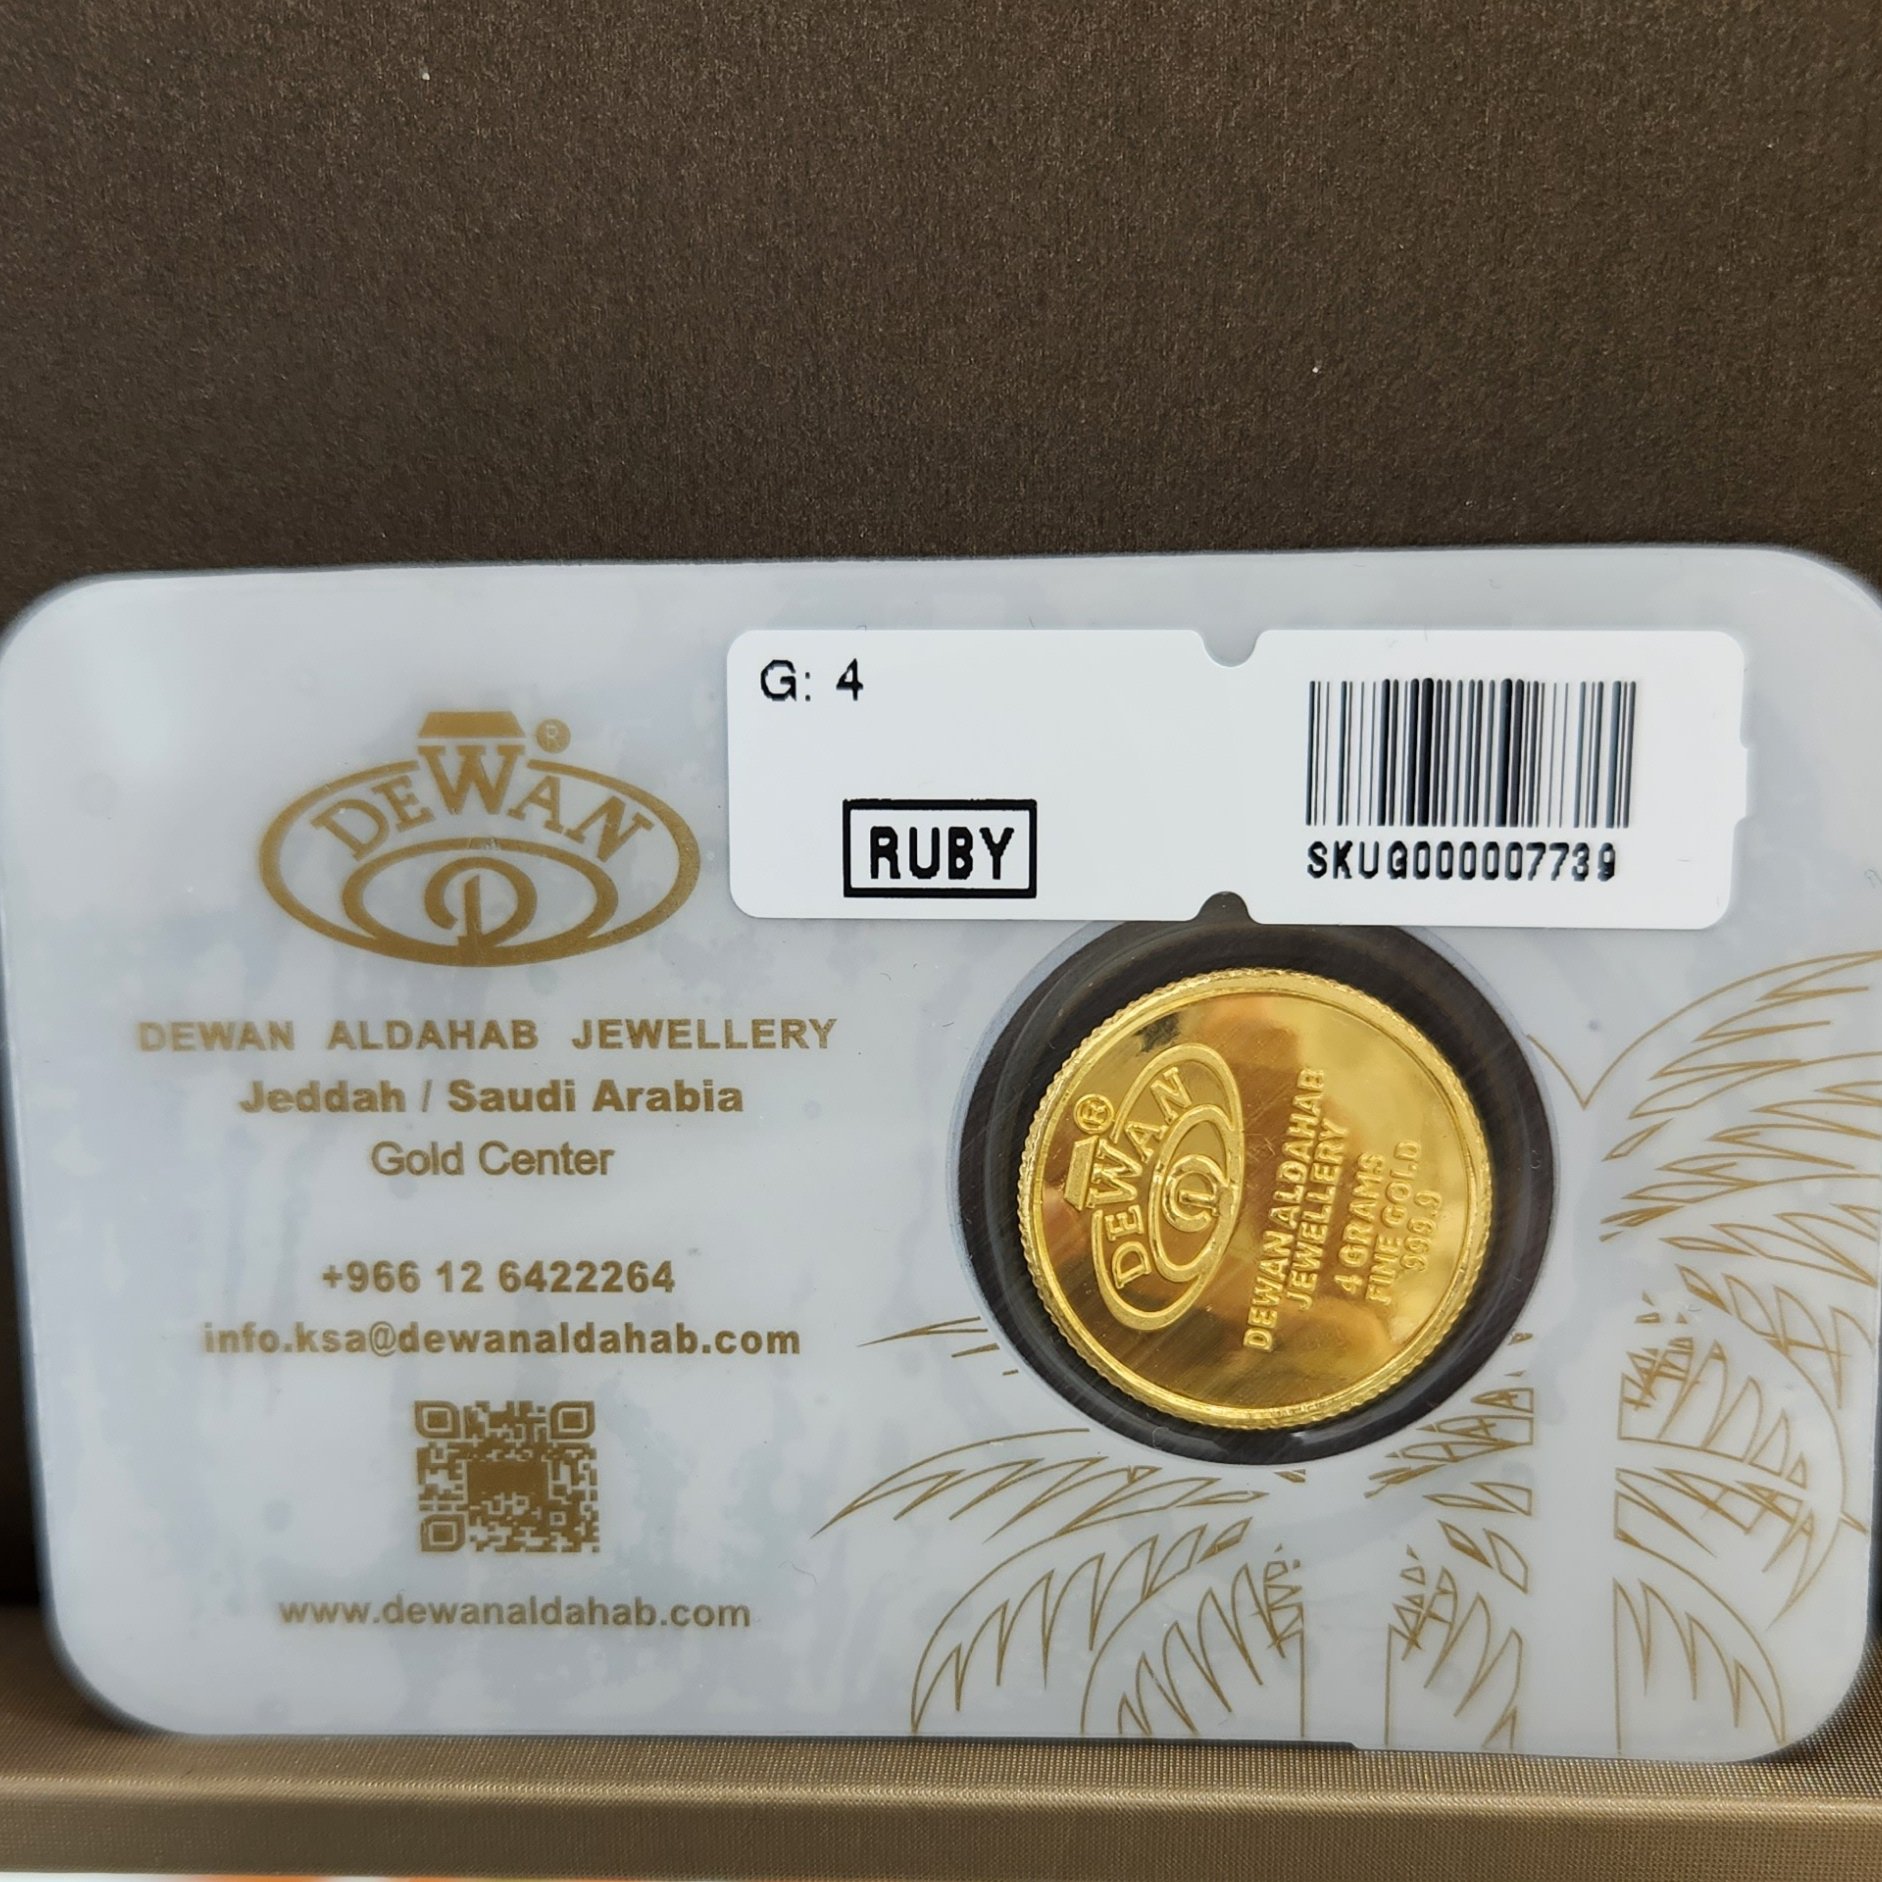 G: 4
RUBY
SKUG000007739
DEWAN ®
DEWAN ALDAHAB JEWELLERY
Jeddah / Saudi Arabia
Gold Center
+966 12 6422264
info.ksa@dewanaldahab.com
www.dewanaldahab.com
DEWAN ®
DEWAN ALDAHAB
JEWELLERY
4 GRAMS
FINE GOLD
999.9